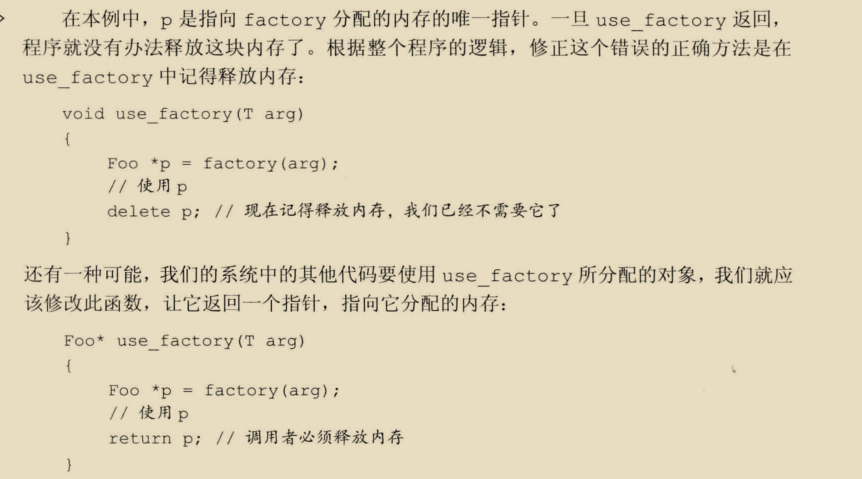 在本例中，p 是指向 factory 分配的内存的唯一指针。一旦 use_factory 返回，
程序就没有办法释放这块内存了。根据整个程序的逻辑，修正这个错误的正确方法是在
use_factory 中记得释放内存：
void use_factory(T arg)
{
Foo *p = factory(arg);
// 使用 p
delete p; // 现在记得释放内存，我们已经不需要它了
}
还有一种可能，我们的系统中的其他代码要使用 use_factory 所分配的对象，我们就应
该修改此函数，让它返回一个指针，指向它分配的内存：
Foo* use_factory(T arg)
{
Foo *p = factory(arg);
// 使用 p
return p; // 调用者必须释放内存
}